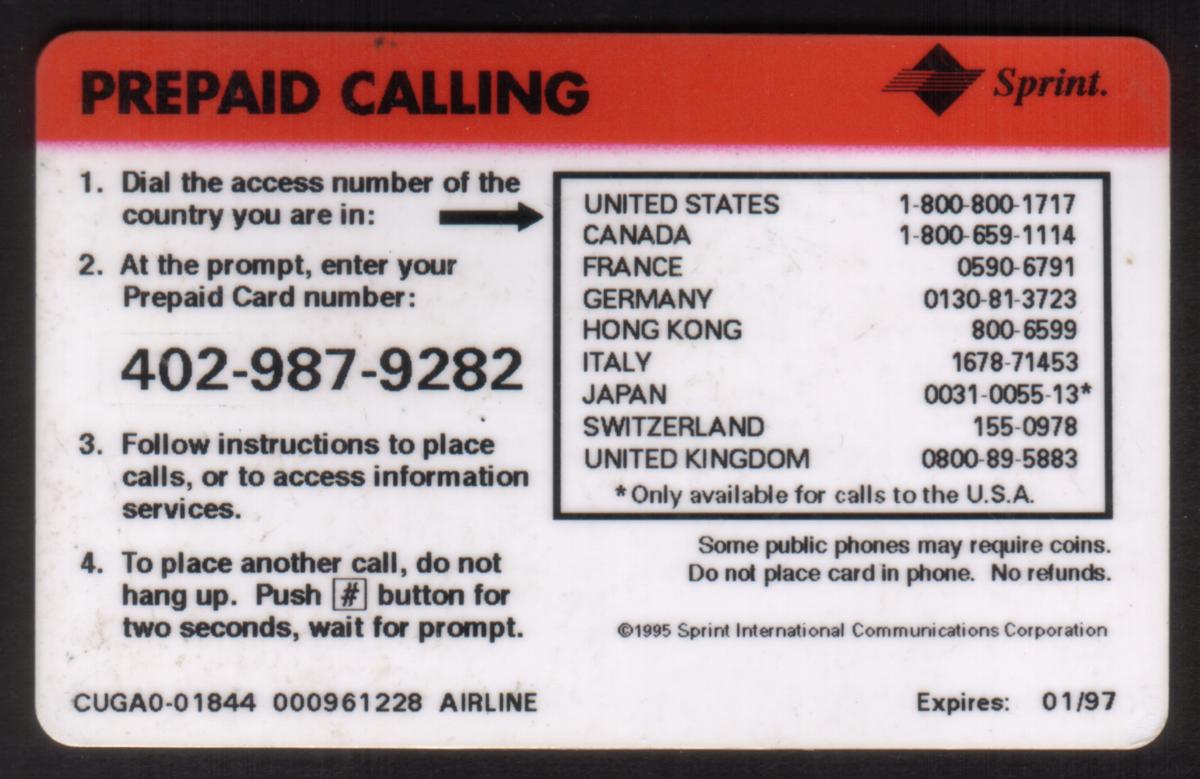 PREPAID CALLING
Sprint.
1. Dial the access number of the
country you are in:
2. At the prompt, enter your
Prepaid Card number:
402-987-9282
3. Follow instructions to place
calls, or to access information
services.
4. To place another call, do not
hang up. Push # button for
two seconds, wait for prompt.
UNITED STATES 1-800-800-1717
CANADA 1-800-659-1114
FRANCE 0590-6791
GERMANY 0130-81-3723
HONG KONG 800-6599
ITALY 1678-71453
JAPAN 0031-0055-13*
SWITZERLAND 155-0978
UNITED KINGDOM 0800-89-5883
*Only available for calls to the U.S.A.
Some public phones may require coins.
Do not place card in phone. No refunds.
©1995 Sprint International Communications Corporation
CUGA0-01844 000961228 AIRLINE
Expires: 01/97